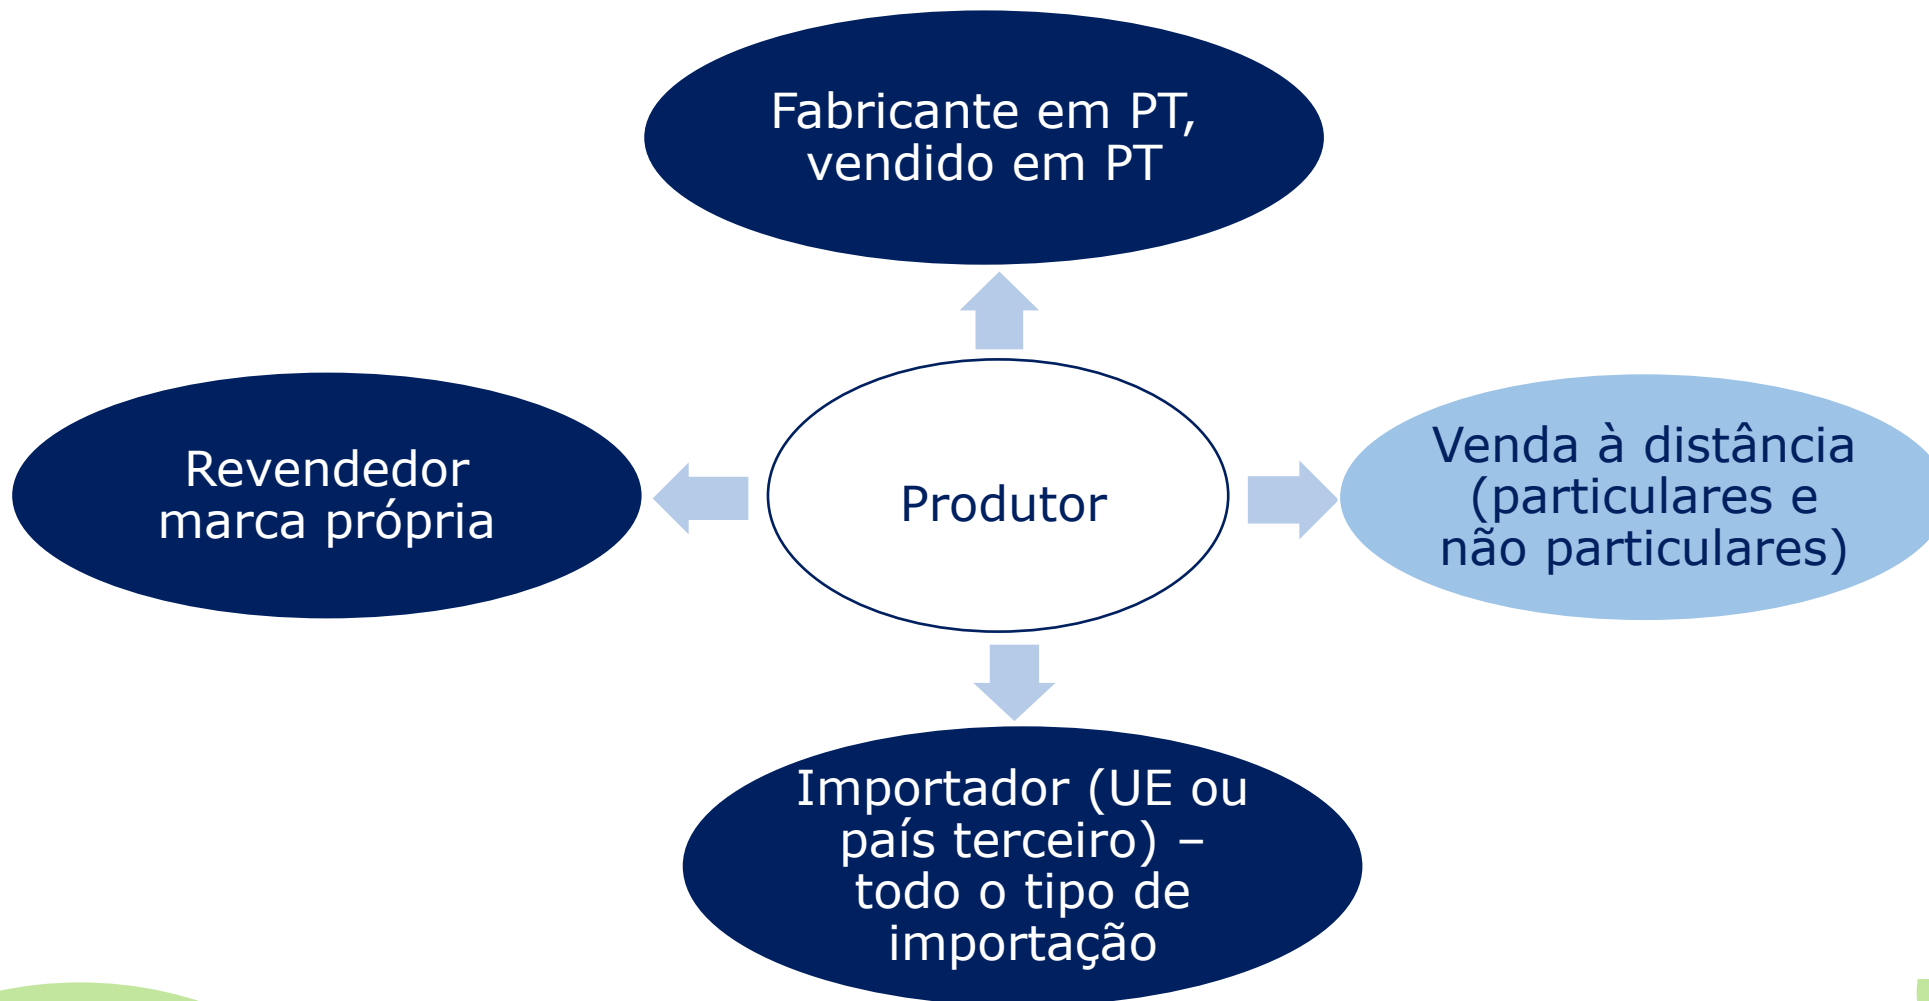 Fabricante em PT,
vendido em PT
Revendedor
marca própria
Produtor
Venda à distância
(particulares e
não particulares)
Importador (UE ou
país terceiro) –
todo o tipo de
importação